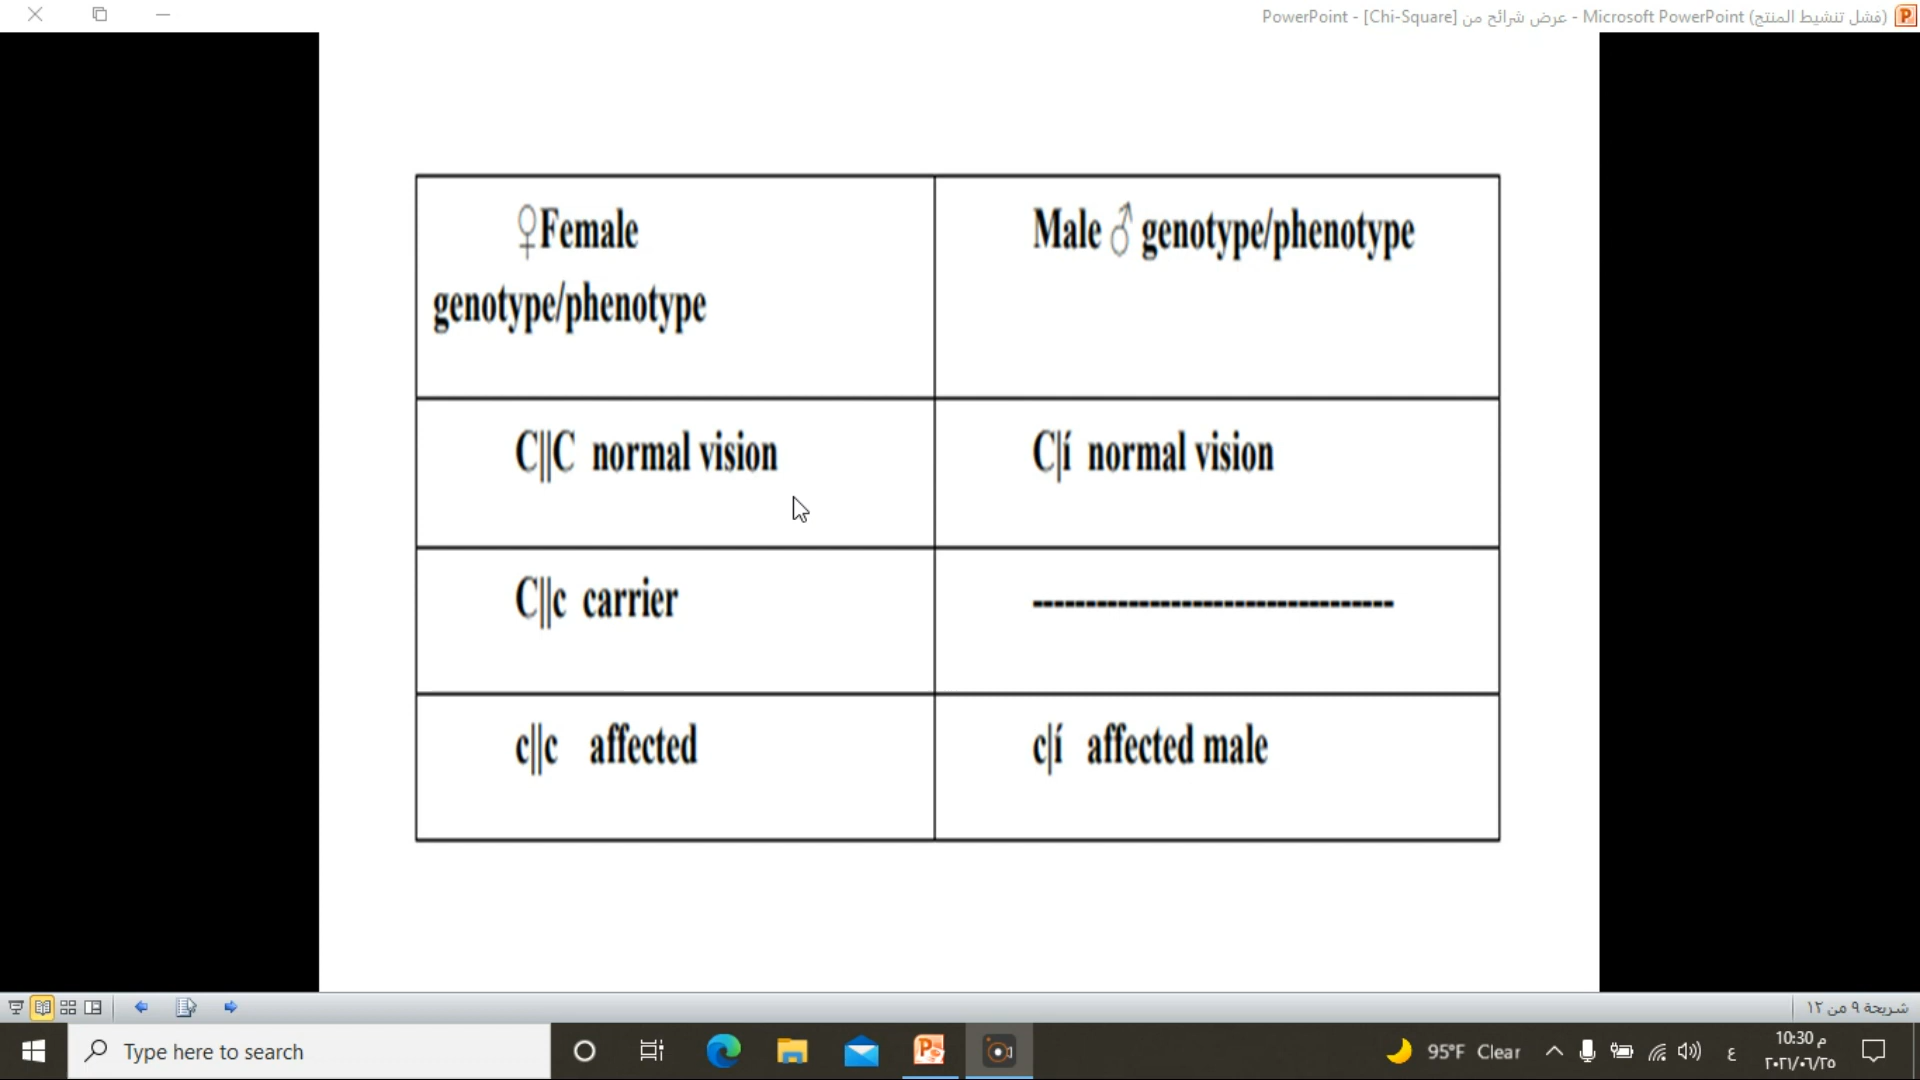 (فشل تنشيط المنتج) Microsoft PowerPoint - عرض شرائح من PowerPoint - [Chi-Square]
♀Female
genotype/phenotype
Male ♂ genotype/phenotype
C||C normal vision
C|í normal vision
C||c carrier
----------------------------------
c||c affected
c|í affected male
شريحة ٩ من ١٢
Type here to search
95°F Clear
ع
10:30 م
٢٠٢١/٠٦/٢٥